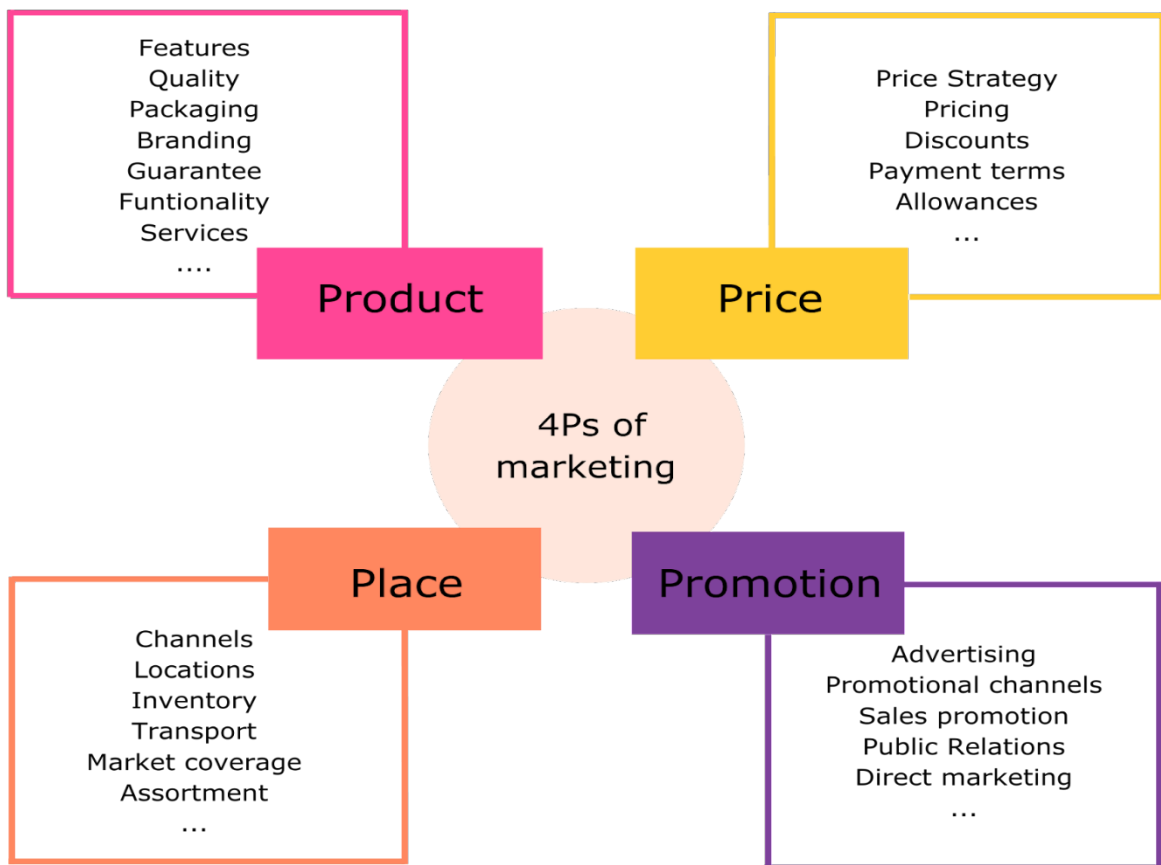 Features
Quality
Packaging
Branding
Guarantee
Funtionality
Services
....
Product
Price Strategy
Pricing
Discounts
Payment terms
Allowances
...
Price
4Ps of
marketing
Place
Channels
Locations
Inventory
Transport
Market coverage
Assortment
...
Promotion
Advertising
Promotional channels
Sales promotion
Public Relations
Direct marketing
...